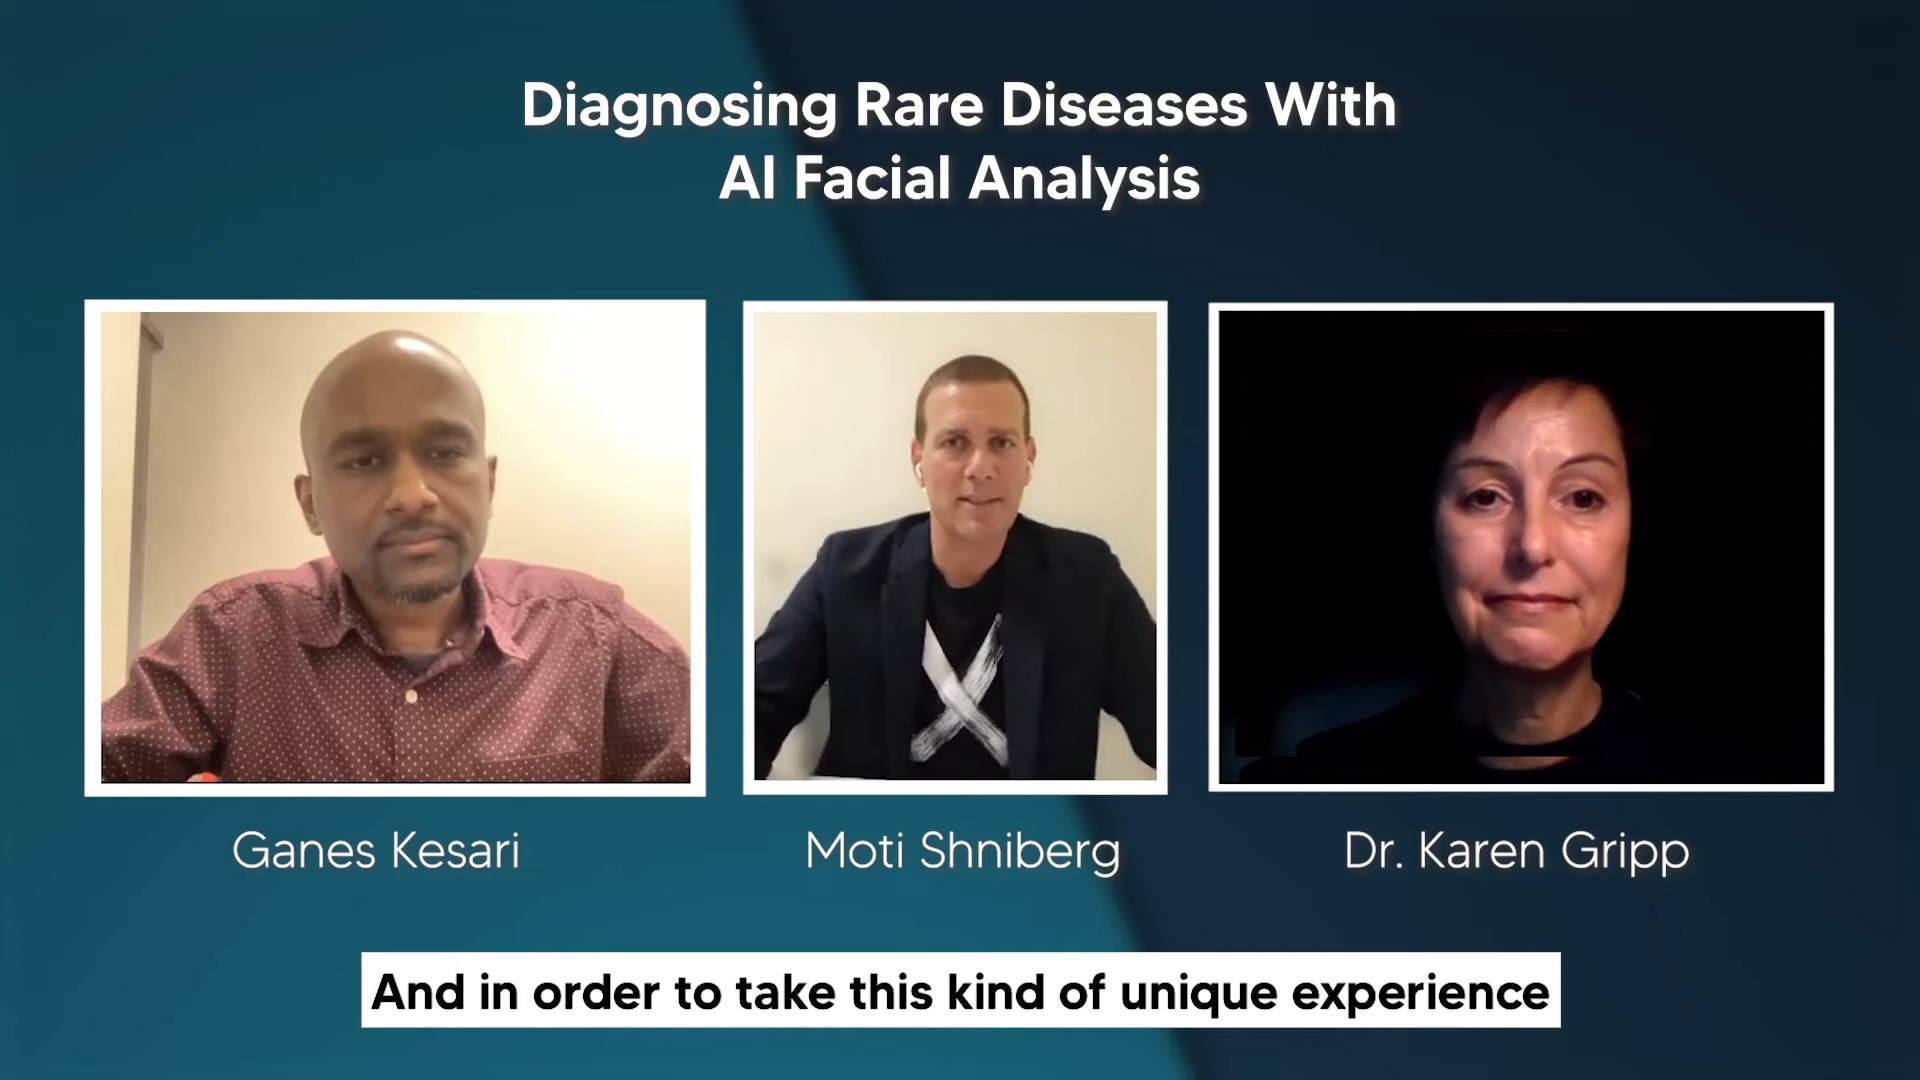 Diagnosing Rare Diseases With
AI Facial Analysis
Ganes Kesari
Moti Shniberg
Dr. Karen Gripp
And in order to take this kind of unique experience